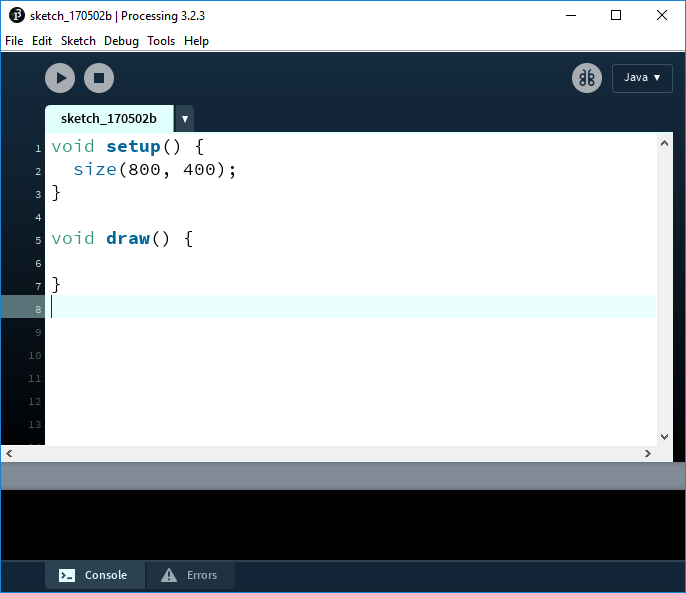 sketch_170502b | Processing 3.2.3
File Edit Sketch Debug Tools Help
Java ▼
sketch_170502b ▼
1 void setup() {
2   size(800, 400);
3 }
4
5 void draw() {
6
7 }
8
9
10
11
12
13
Console Errors